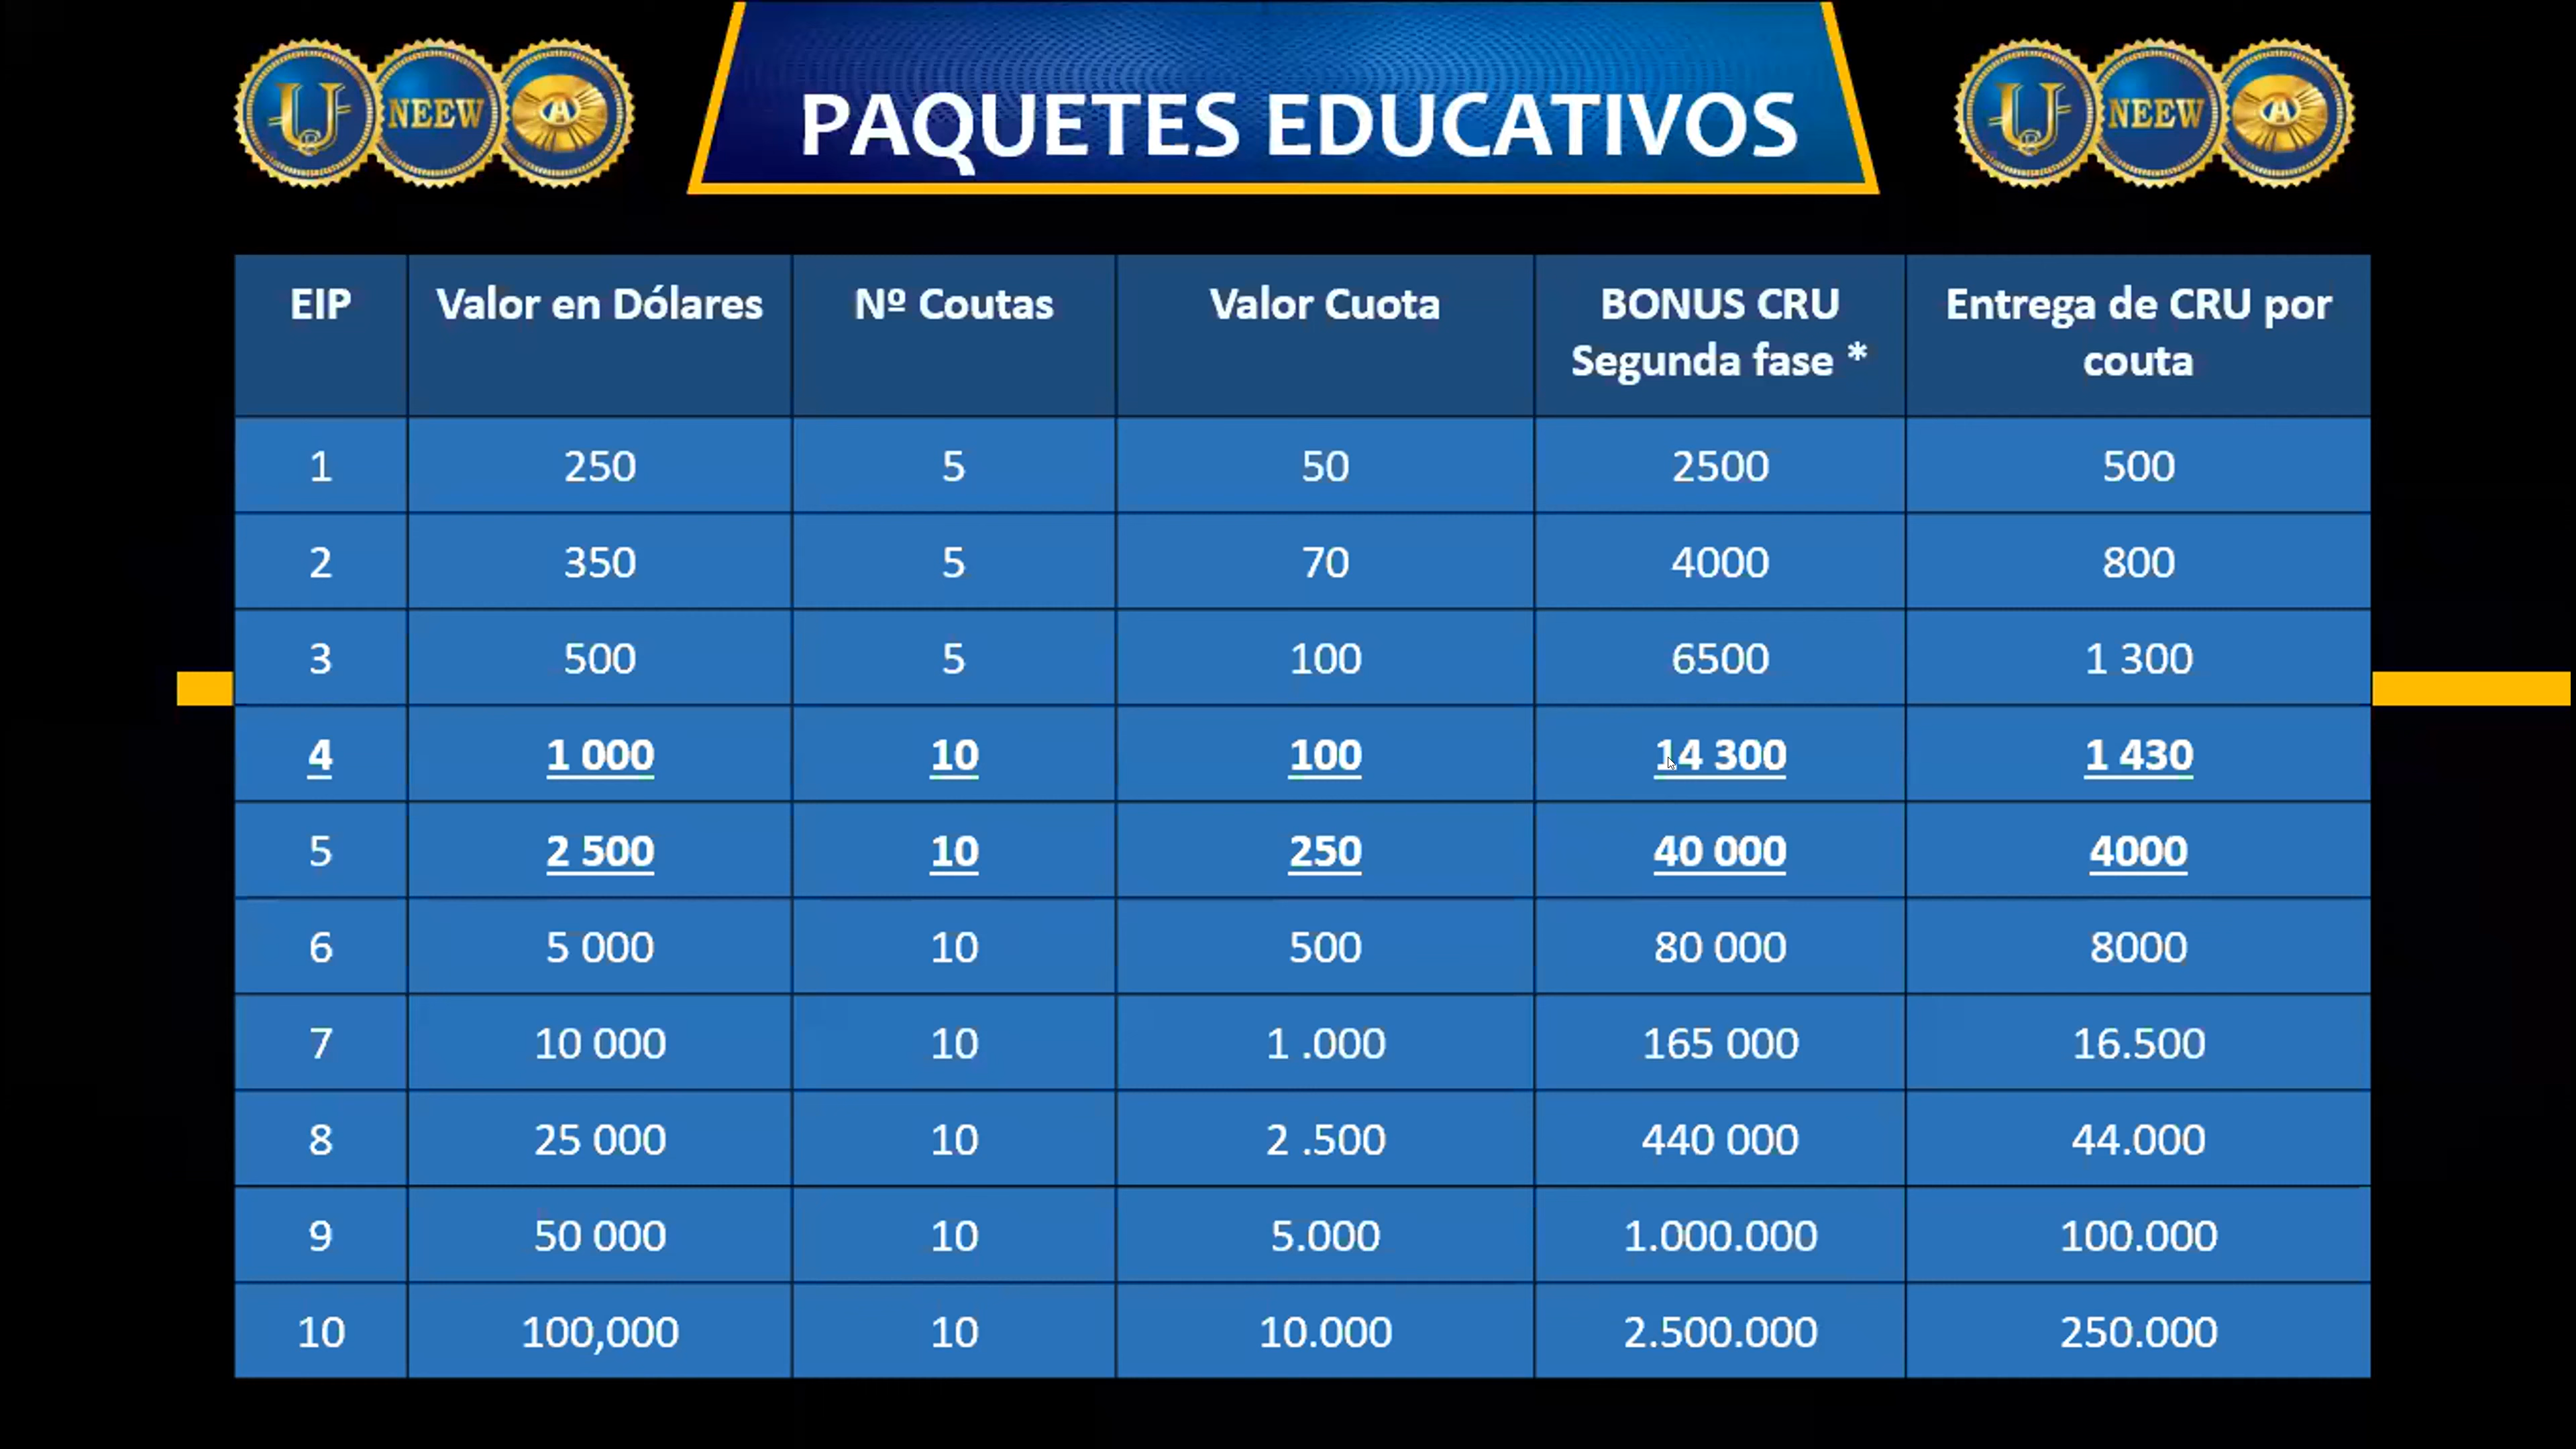 U NEEW A
PAQUETES EDUCATIVOS
U NEEW A
EIP Valor en Dólares Nº Coutas Valor Cuota BONUS CRU Segunda fase * Entrega de CRU por couta
1 250 5 50 2500 500
2 350 5 70 4000 800
3 500 5 100 6500 1 300
4 1 000 10 100 14 300 1 430
5 2 500 10 250 40 000 4000
6 5 000 10 500 80 000 8000
7 10 000 10 1 .000 165 000 16.500
8 25 000 10 2 .500 440 000 44.000
9 50 000 10 5.000 1.000.000 100.000
10 100,000 10 10.000 2.500.000 250.000